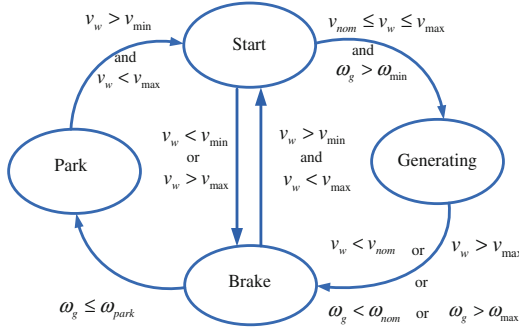 v_w > v_min
and
v_w < v_max
Start
v_nom ≤ v_w ≤ v_max
and
ω_g > ω_min
Park
v_w < v_min
or
v_w > v_max
v_w > v_min
and
v_w < v_max
Generating
Brake
v_w < v_nom or v_w > v_max
or
ω_g < ω_nom or ω_g > ω_max
ω_g ≤ ω_park